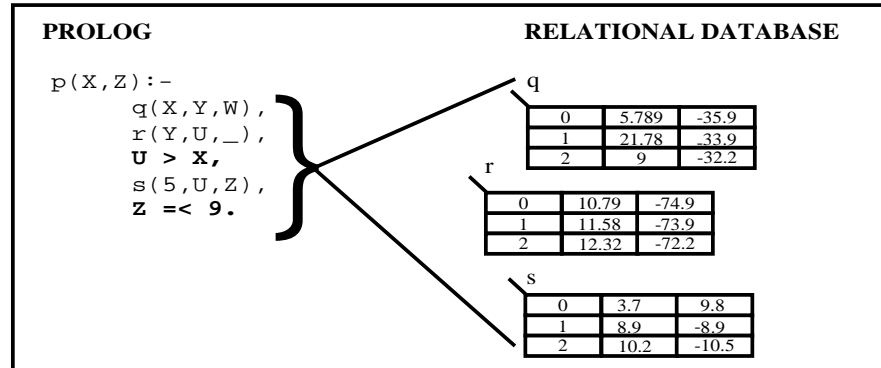 PROLOG
p(X,Z):-
q(X,Y,W),
r(Y,U,_),
U > X,
s(5,U,Z),
Z =< 9.
RELATIONAL DATABASE
q
0 5.789 -35.9
1 21.78 -33.9
2 9 -32.2
r
0 10.79 -74.9
1 11.58 -73.9
2 12.32 -72.2
s
0 3.7 9.8
1 8.9 -8.9
2 10.2 -10.5